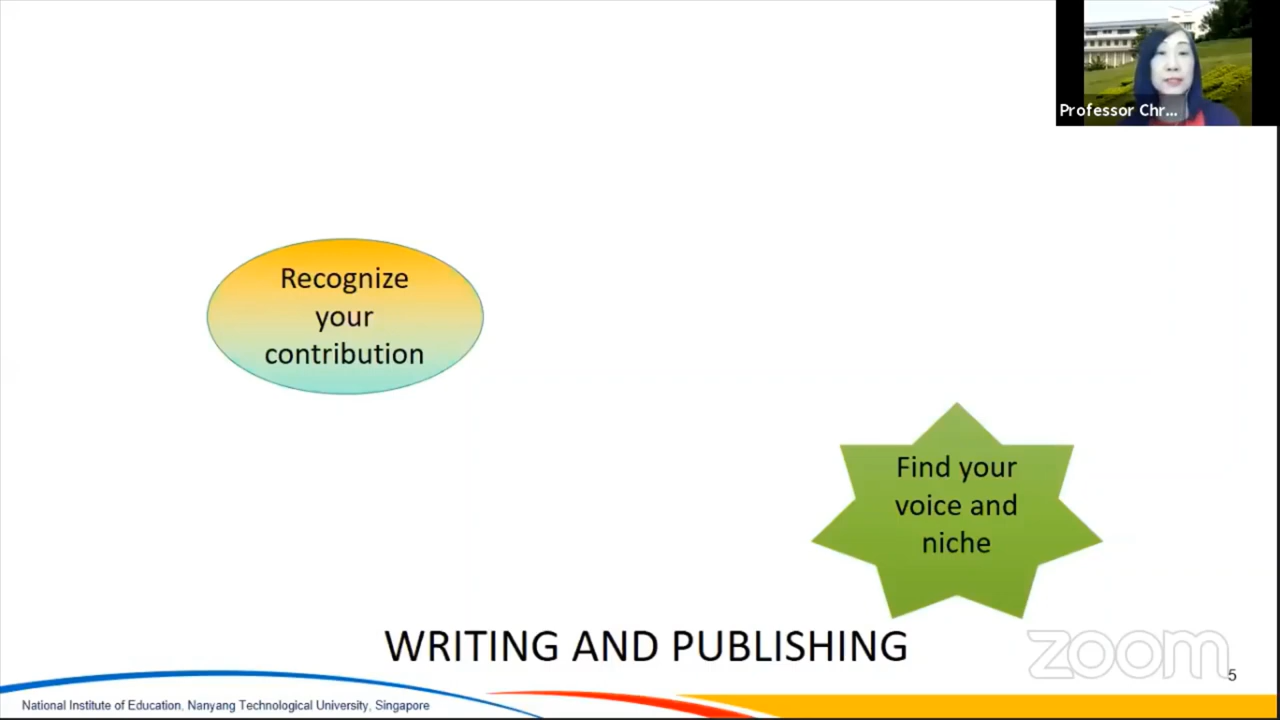 Professor Chr...
Recognize
your
contribution
Find your
voice and
niche
WRITING AND PUBLISHING
zoom
5
National Institute of Education, Nanyang Technological University, Singapore